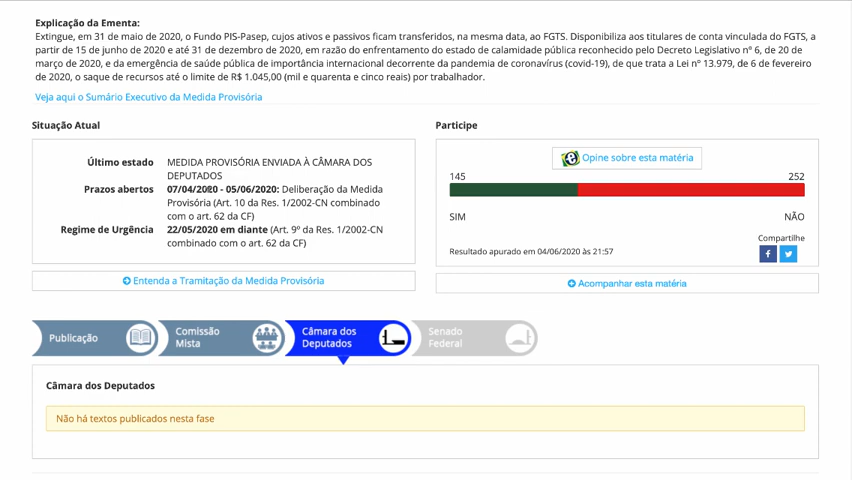 Explicação da Ementa:
Extingue, em 31 de maio de 2020, o Fundo PIS-Pasep, cujos ativos e passivos ficam transferidos, na mesma data, ao FGTS. Disponibiliza aos titulares de conta vinculada do FGTS, a
partir de 15 de junho de 2020 e até 31 de dezembro de 2020, em razão do enfrentamento do estado de calamidade pública reconhecido pelo Decreto Legislativo nº 6, de 20 de
março de 2020, e da emergência de saúde pública de importância internacional decorrente da pandemia de coronavírus (covid-19), de que trata a Lei nº 13.979, de 6 de fevereiro
de 2020, o saque de recursos até o limite de R$ 1.045,00 (mil e quarenta e cinco reais) por trabalhador.
Veja aqui o Sumário Executivo da Medida Provisória
Situação Atual
Último estado MEDIDA PROVISÓRIA ENVIADA À CÂMARA DOS
DEPUTADOS
Prazos abertos 07/04/2020 - 05/06/2020: Deliberação da Medida
Provisória (Art. 10 da Res. 1/2002-CN combinado
com o art. 62 da CF)
Regime de Urgência 22/05/2020 em diante (Art. 9º da Res. 1/2002-CN
combinado com o art. 62 da CF)
Entenda a Tramitação da Medida Provisória
Participe
Opine sobre esta matéria
145 252
SIM NÃO
Compartilhe
Resultado apurado em 04/06/2020 às 21:57
Acompanhar esta matéria
Publicação
Comissão
Mista
Câmara dos
Deputados
Senado
Federal
Câmara dos Deputados
Não há textos publicados nesta fase